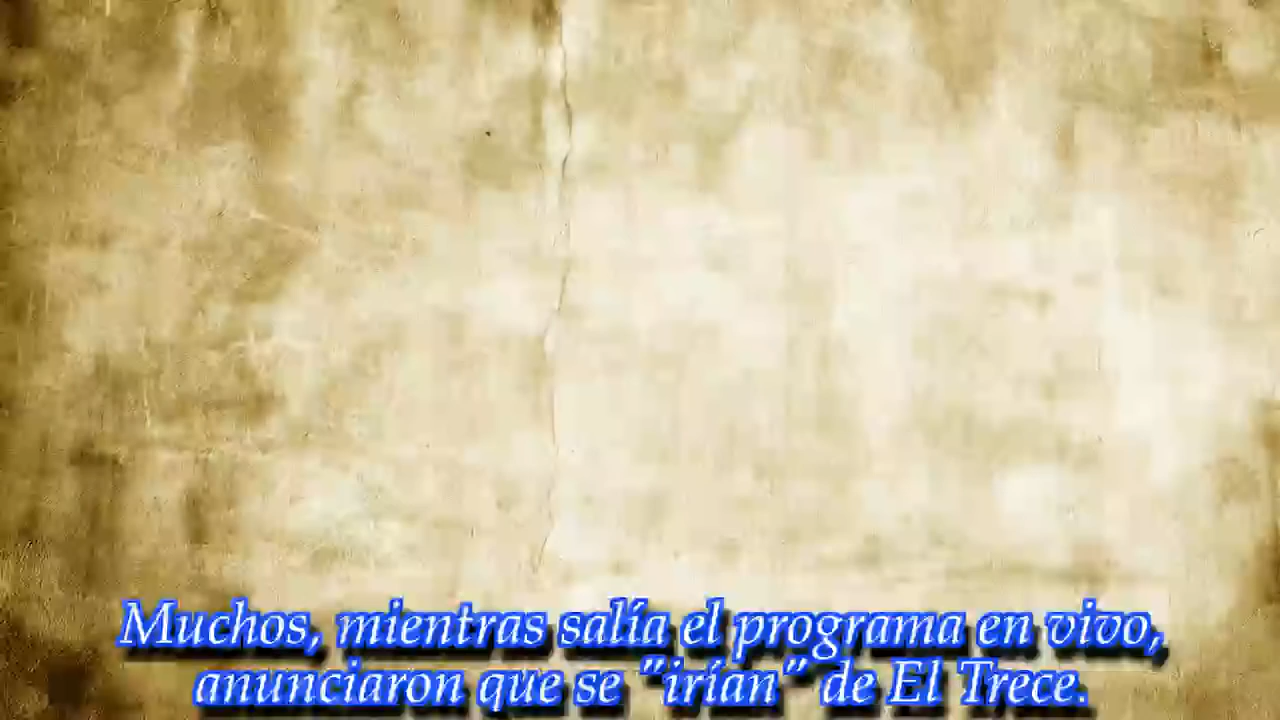 Muchos, mientras salía el programa en vivo,
anunciaron que se "irían" de El Trece.